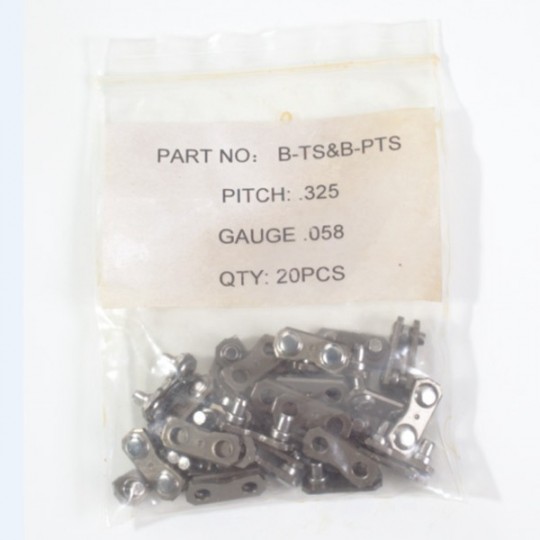 PART NO: B-TS&B-PTS
PITCH: .325
GAUGE .058
QTY: 20PCS